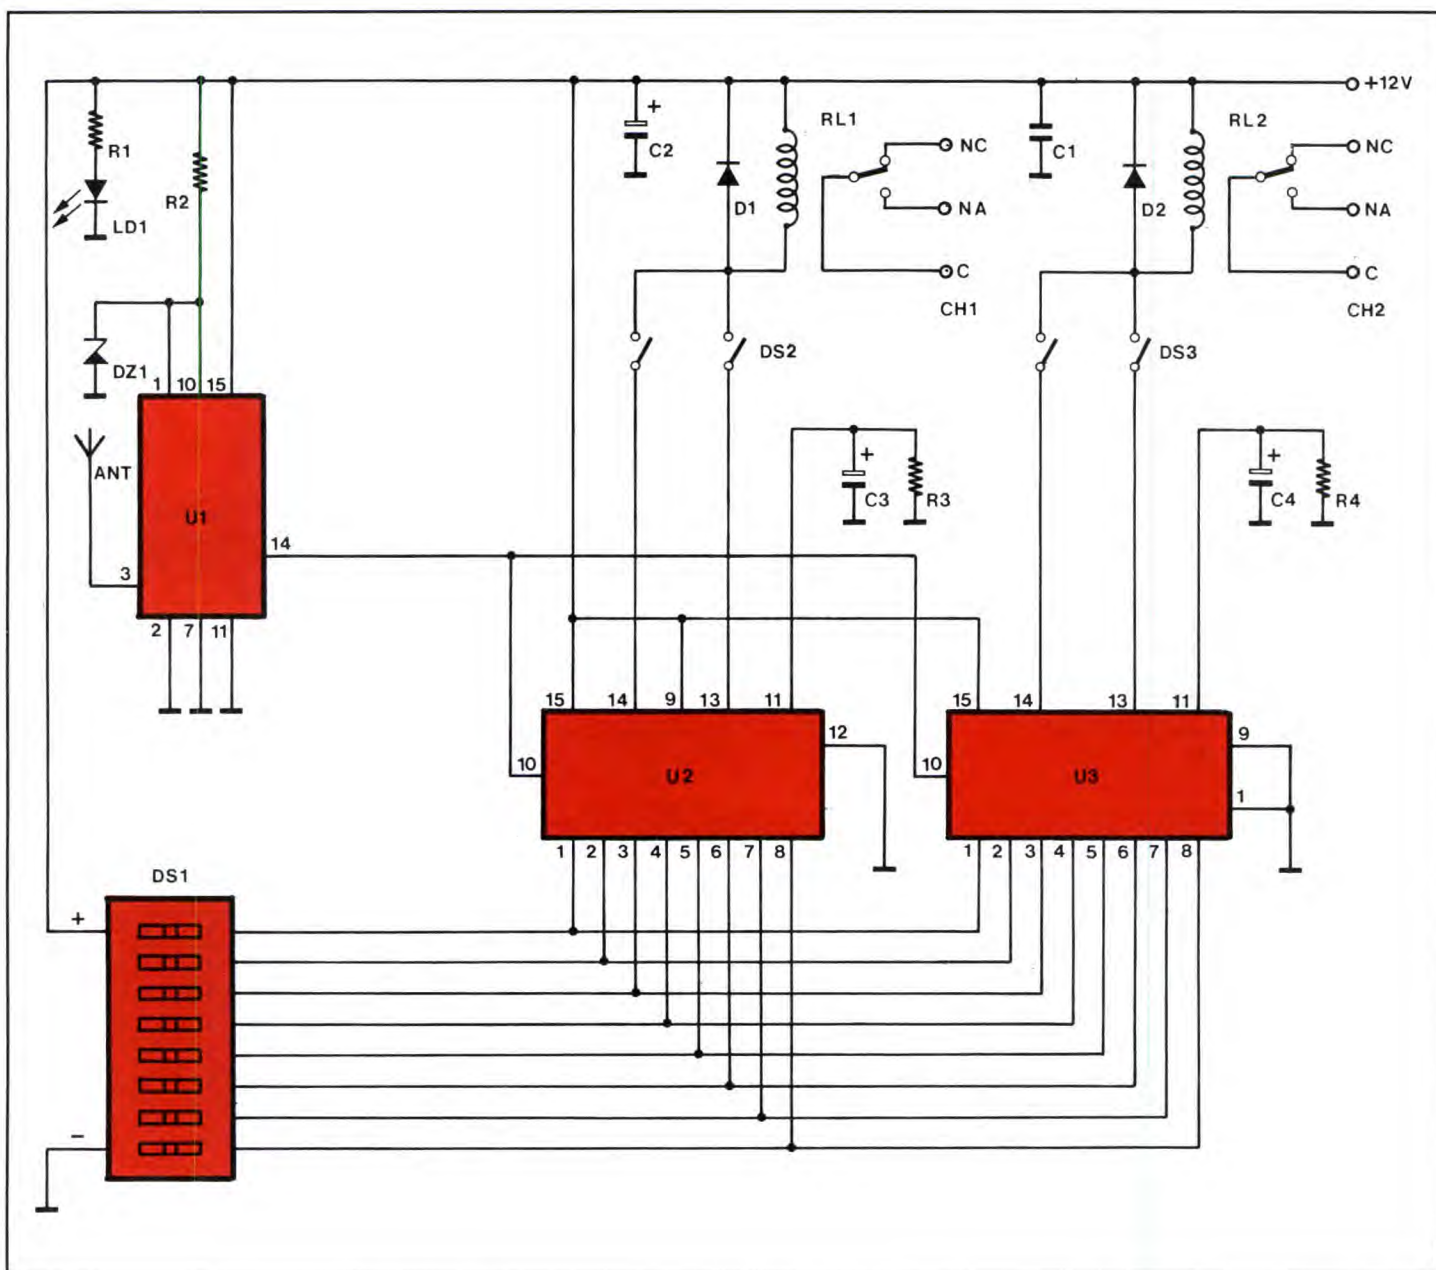 +12V
+
C2
RL1
NC
NA
C
CH1
D1
C1
RL2
NC
NA
C
CH2
D2
R1
LD1
R2
DZ1
1 10 15
ANT
U1
14
3
2 7 11
DS2
DS3
+
C3
R3
+
C4
R4
15 14 9 13 11
12
10
U2
1 2 3 4 5 6 7 8
15 14 13 11
9
10
U3
1
1 2 3 4 5 6 7 8
DS1
+
−